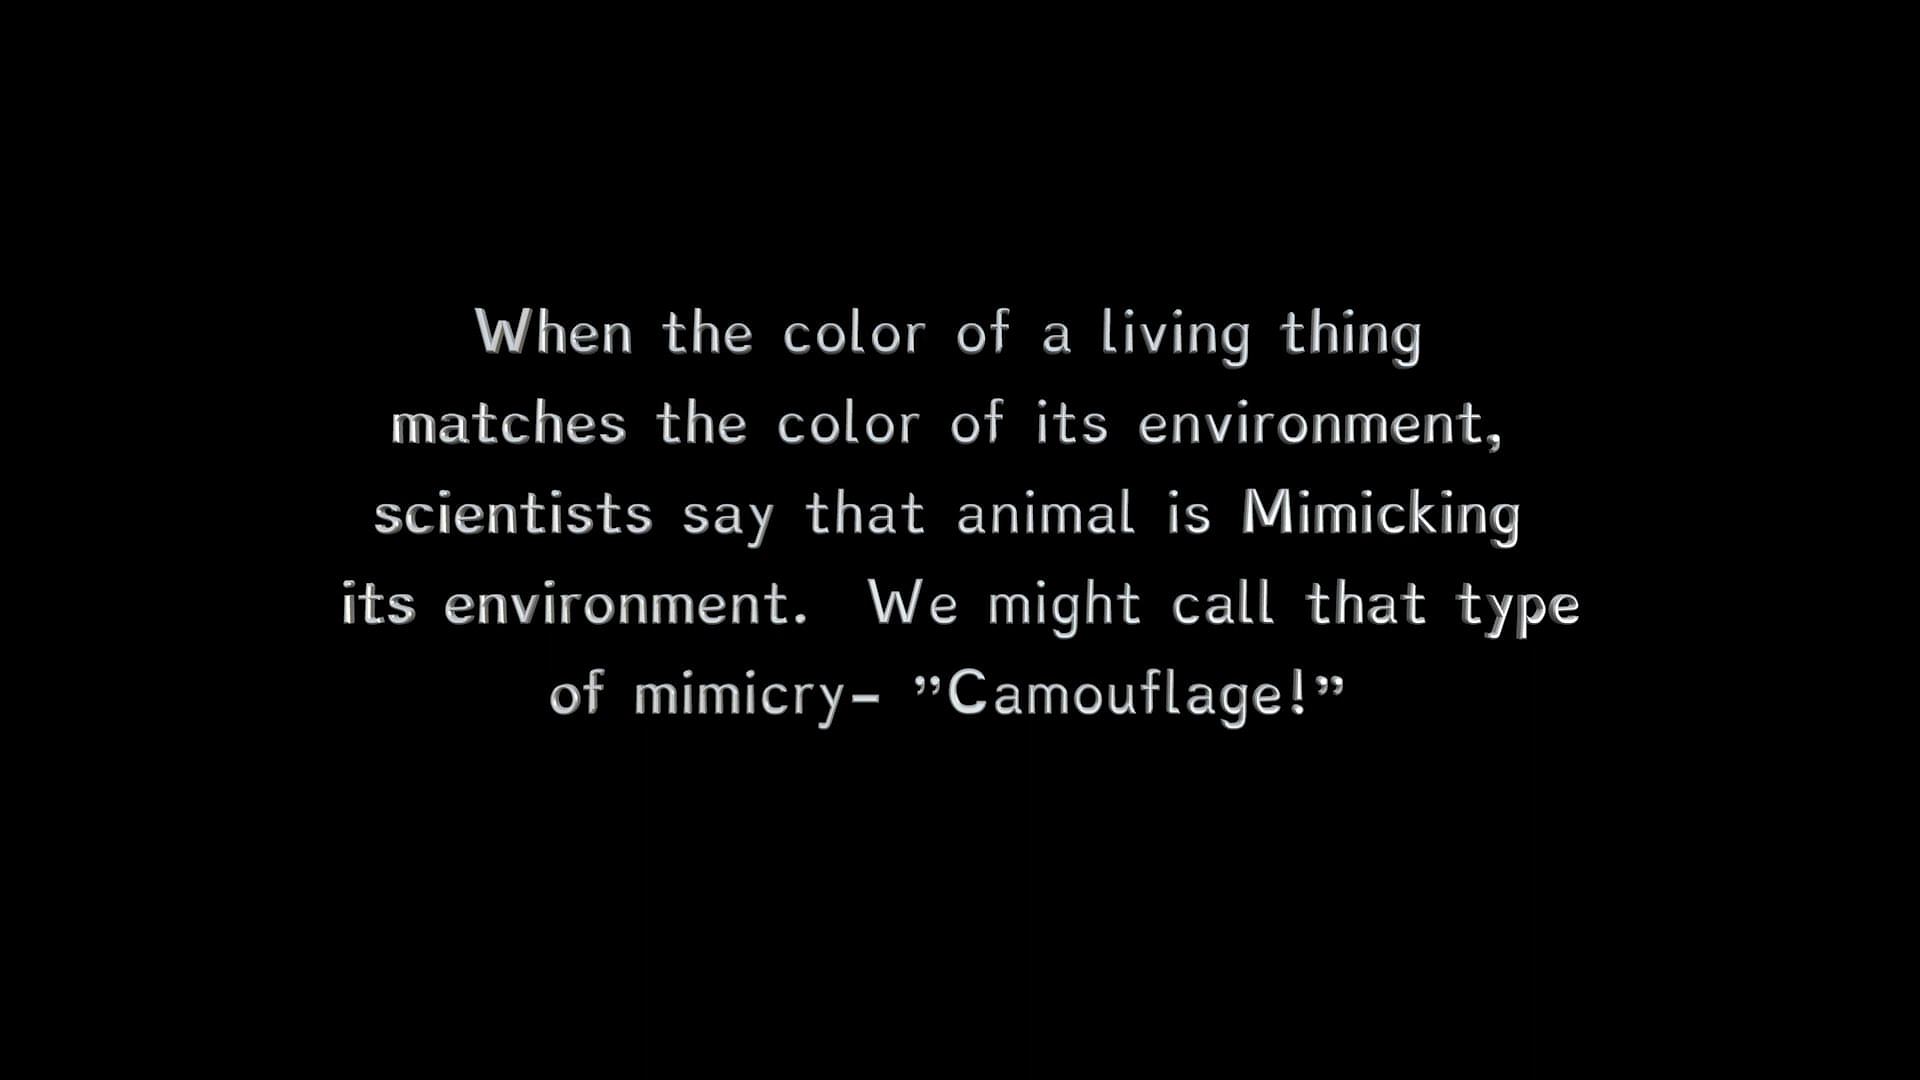 When the color of a living thing
matches the color of its environment,
scientists say that animal is Mimicking
its environment.  We might call that type
of mimicry- ”Camouflage!”